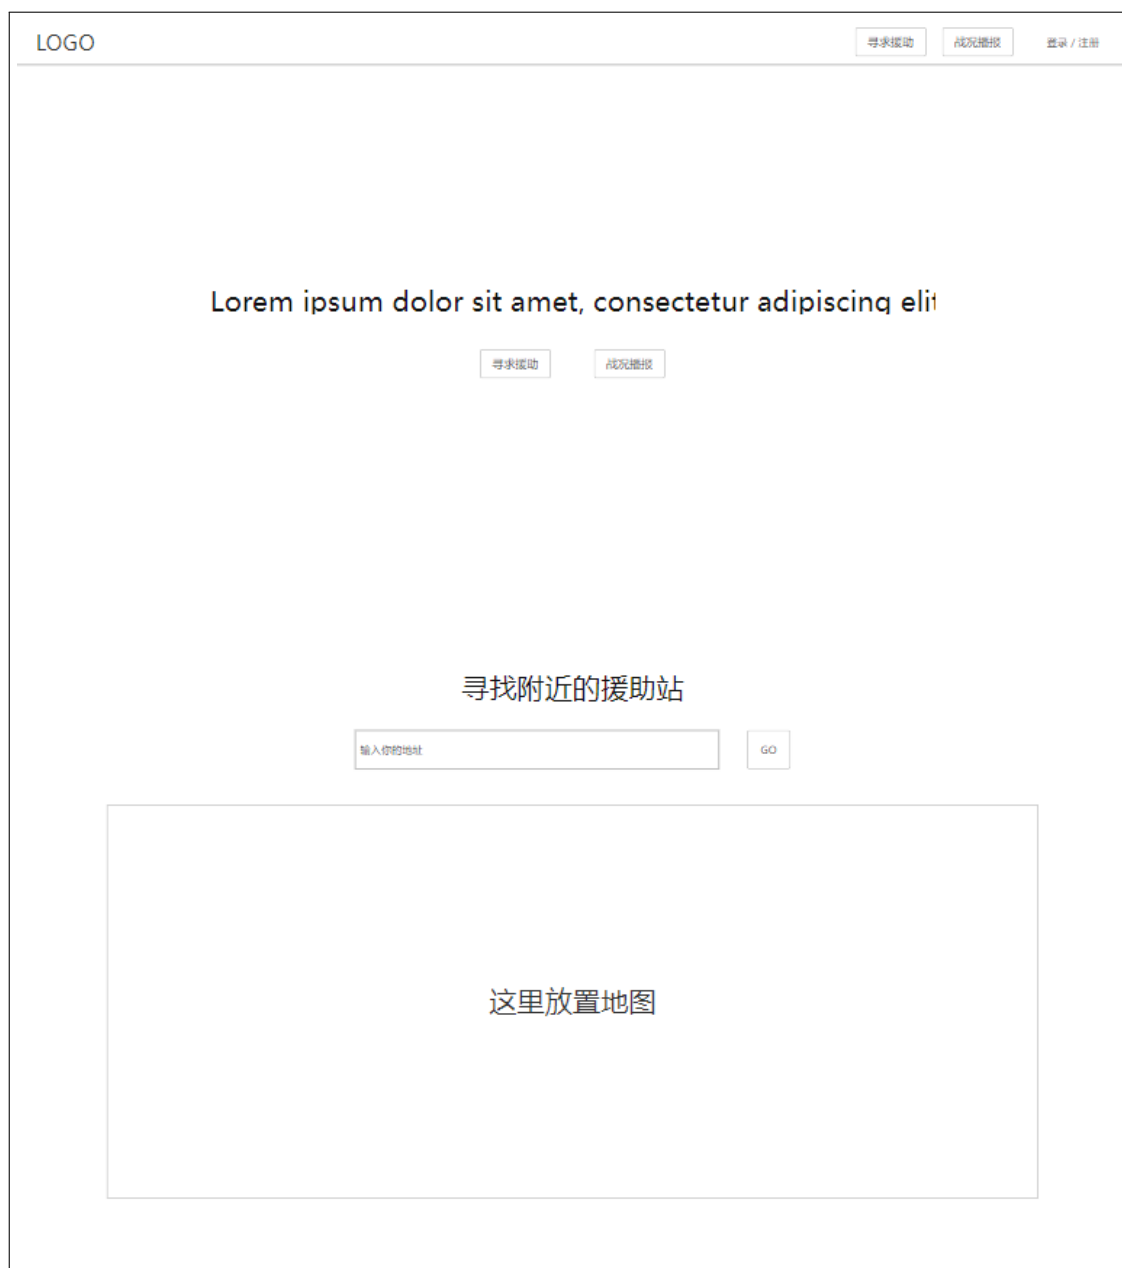 LOGO
寻求援助
战况播报
登录 / 注册
Lorem ipsum dolor sit amet, consectetur adipiscing elit
寻求援助
战况播报
寻找附近的援助站
输入你的地址
GO
这里放置地图